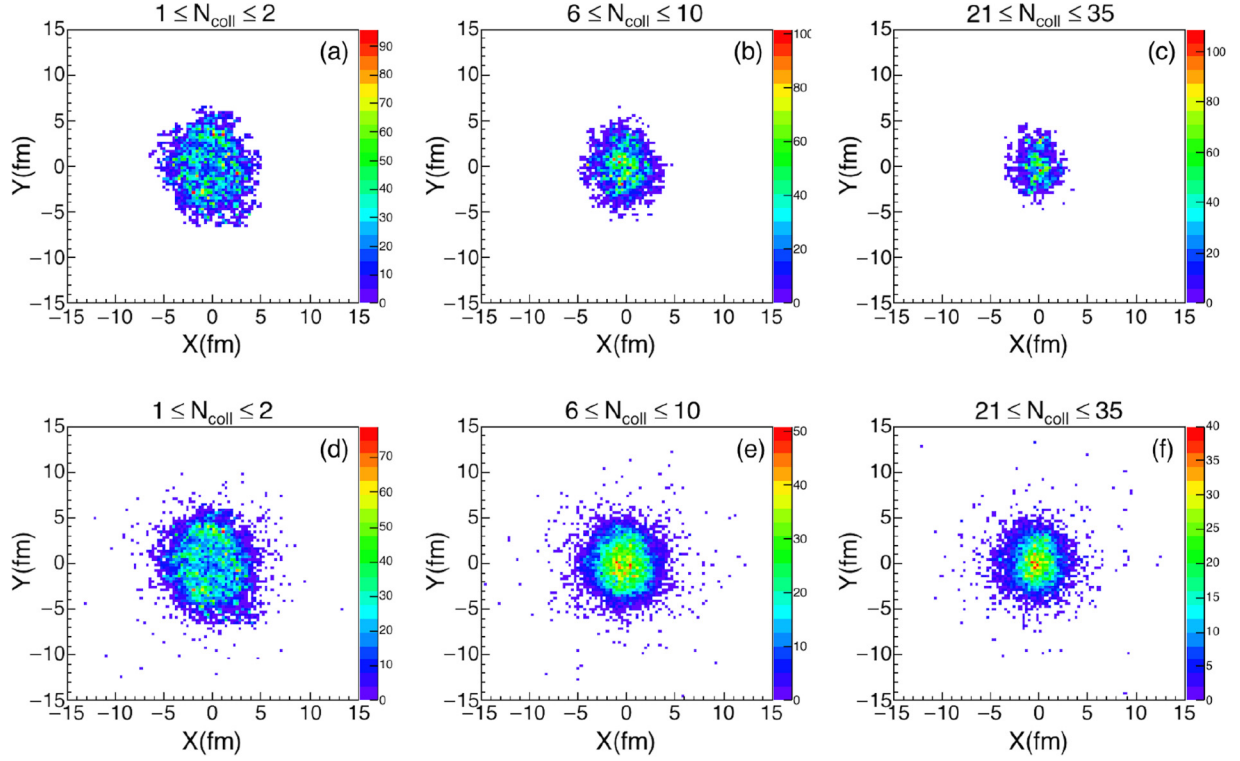 1 ≤ N_coll ≤ 2
6 ≤ N_coll ≤ 10
21 ≤ N_coll ≤ 35
(a)
15
10
5
0
−5
−10
−15
Y(fm)
−15 −10 −5 0 5 10 15
X(fm)
90
80
70
60
50
40
30
20
10
0
(b)
15
10
5
0
−5
−10
−15
Y(fm)
−15 −10 −5 0 5 10 15
X(fm)
100
80
60
40
20
0
(c)
15
10
5
0
−5
−10
−15
Y(fm)
−15 −10 −5 0 5 10 15
X(fm)
100
80
60
40
20
0
1 ≤ N_coll ≤ 2
6 ≤ N_coll ≤ 10
21 ≤ N_coll ≤ 35
(d)
15
10
5
0
−5
−10
−15
Y(fm)
−15 −10 −5 0 5 10 15
X(fm)
70
60
50
40
30
20
10
0
(e)
15
10
5
0
−5
−10
−15
Y(fm)
−15 −10 −5 0 5 10 15
X(fm)
50
40
30
20
10
0
(f)
15
10
5
0
−5
−10
−15
Y(fm)
−15 −10 −5 0 5 10 15
X(fm)
40
35
30
25
20
15
10
5
0